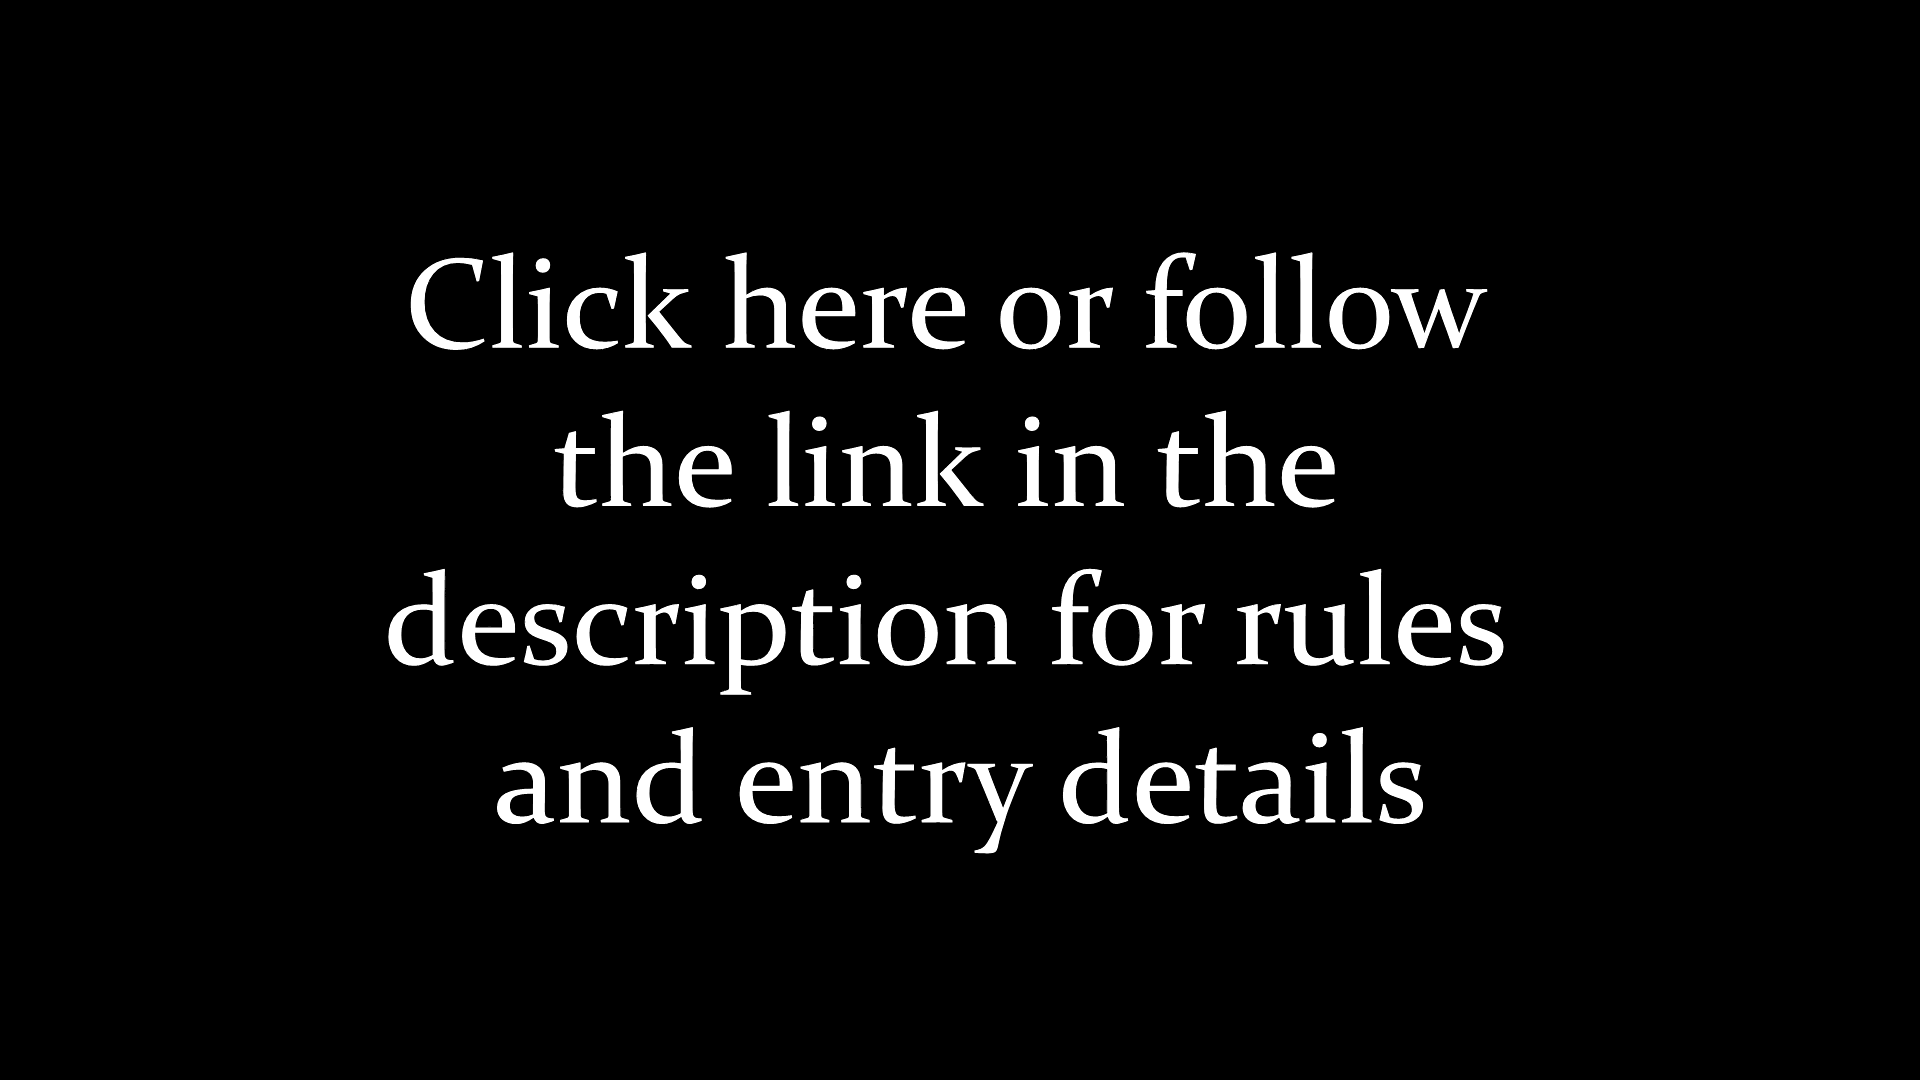 Click here or follow
the link in the
description for rules
and entry details